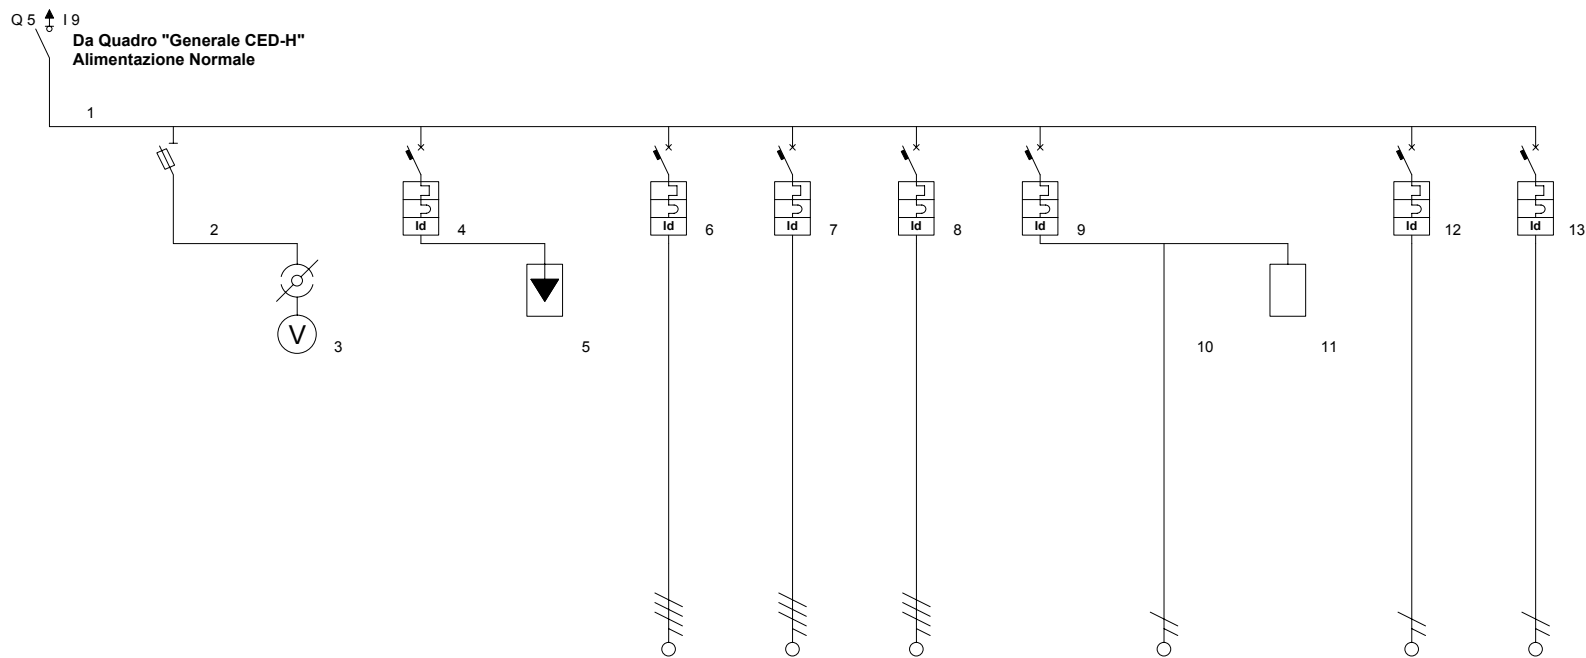 Q 5 I 9
Da Quadro "Generale CED-H"
Alimentazione Normale
1
2
Id 4
Id 6
Id 7
Id 8
Id 9
Id 12
Id 13
V 3
5
10
11